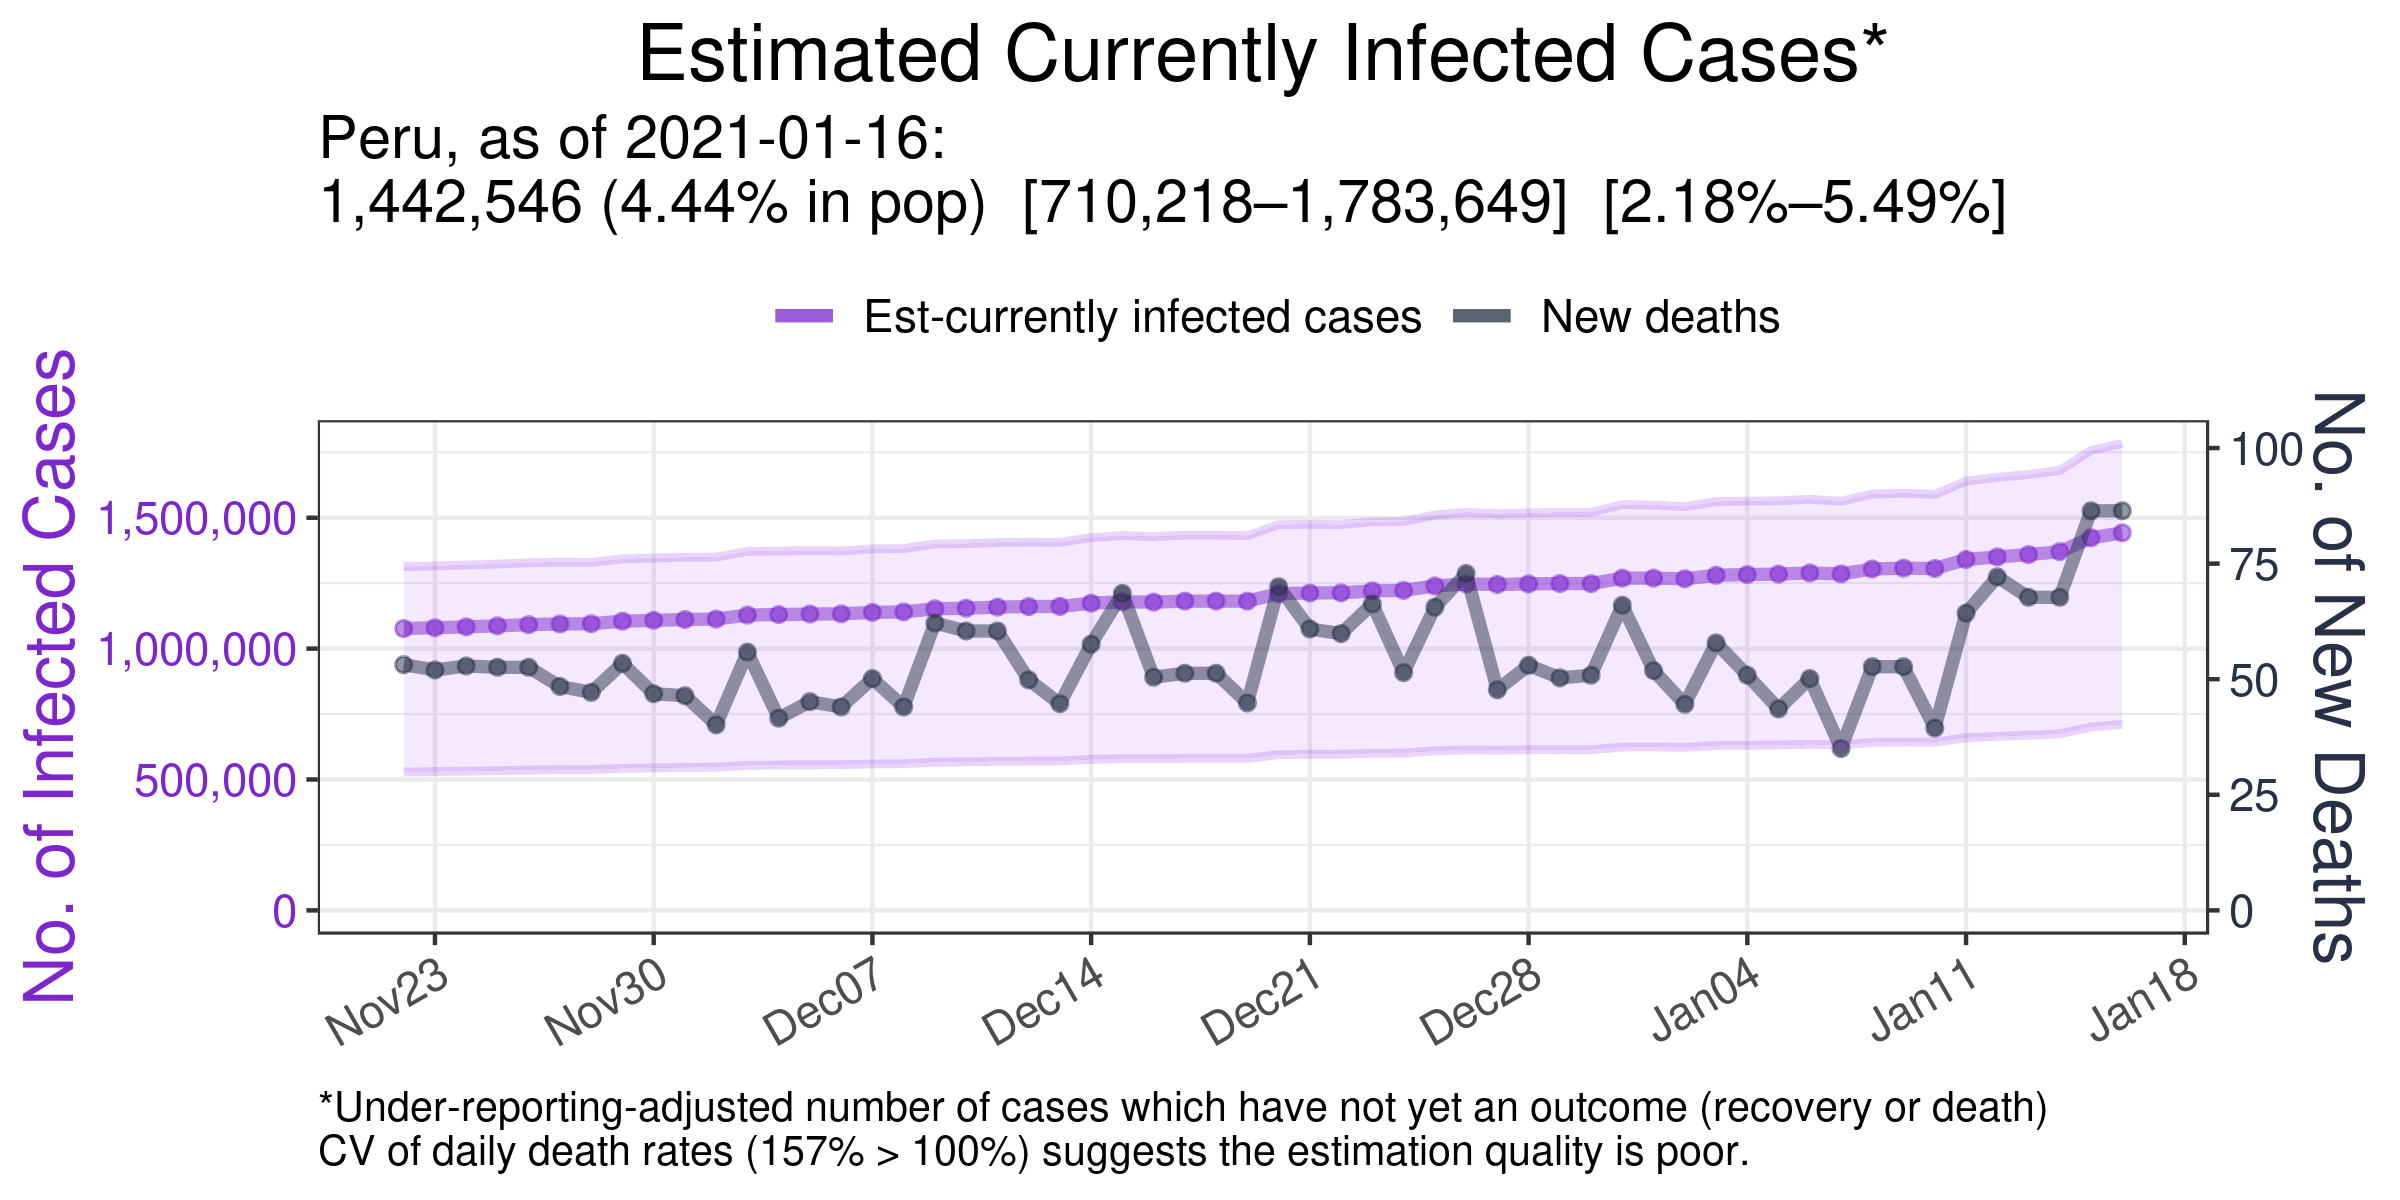 Estimated Currently Infected Cases*
Peru, as of 2021-01-16:
1,442,546 (4.44% in pop) [710,218–1,783,649] [2.18%–5.49%]
Est-currently infected cases
New deaths
No. of Infected Cases
1,500,000
1,000,000
500,000
0
100
75
50
25
0
No. of New Deaths
Nov23
Nov30
Dec07
Dec14
Dec21
Dec28
Jan04
Jan11
Jan18
*Under-reporting-adjusted number of cases which have not yet an outcome (recovery or death)
CV of daily death rates (157% > 100%) suggests the estimation quality is poor.